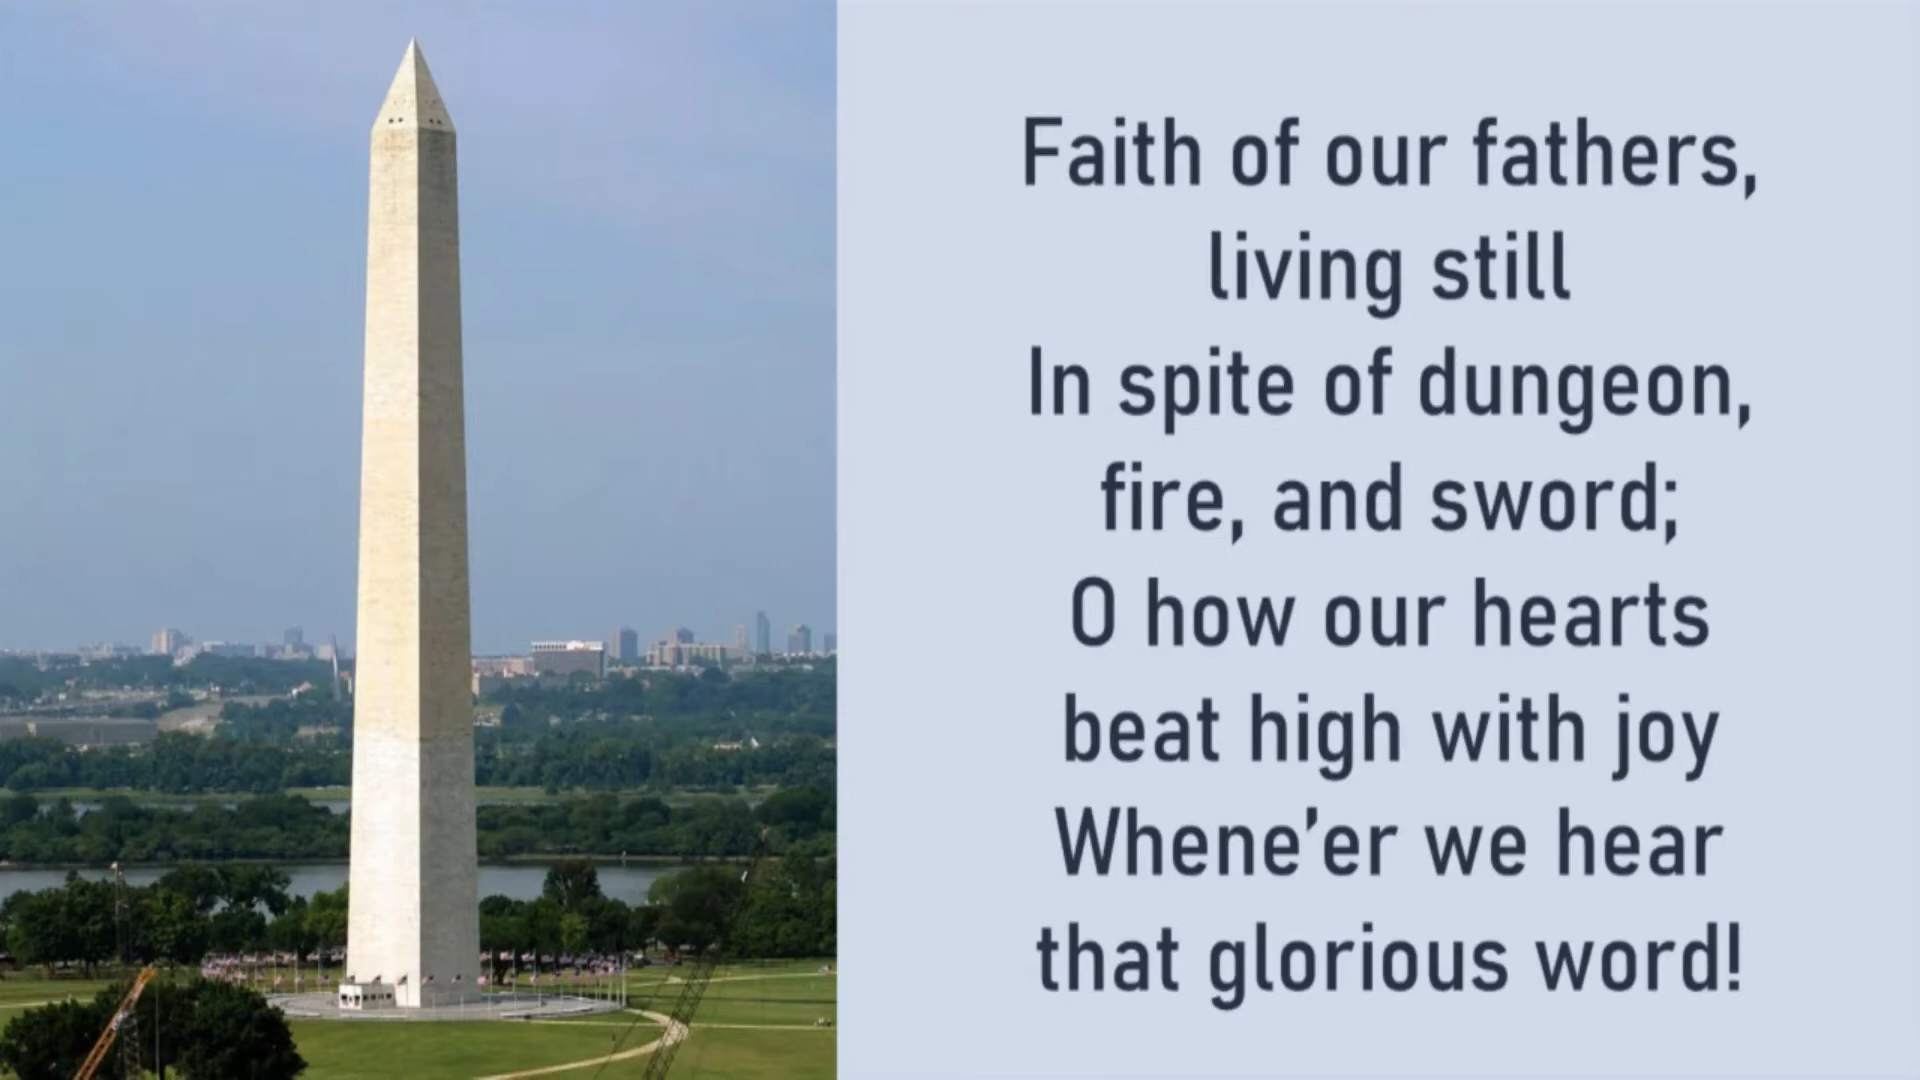 Faith of our fathers,
living still
In spite of dungeon,
fire, and sword;
O how our hearts
beat high with joy
Whene’er we hear
that glorious word!